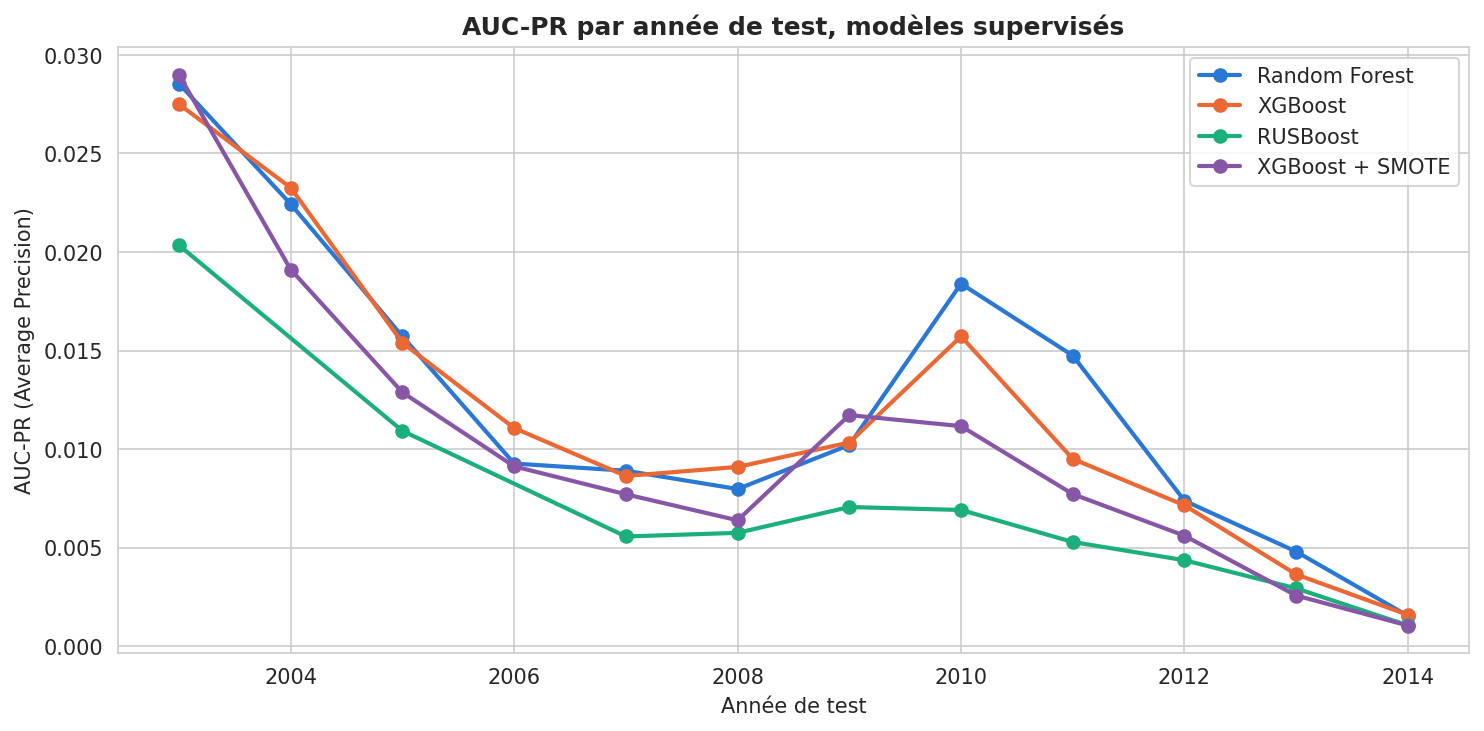 AUC-PR par année de test, modèles supervisés
Random Forest
XGBoost
RUSBoost
XGBoost + SMOTE
AUC-PR (Average Precision)
0.030
0.025
0.020
0.015
0.010
0.005
0.000
2004 2006 2008 2010 2012 2014
Année de test